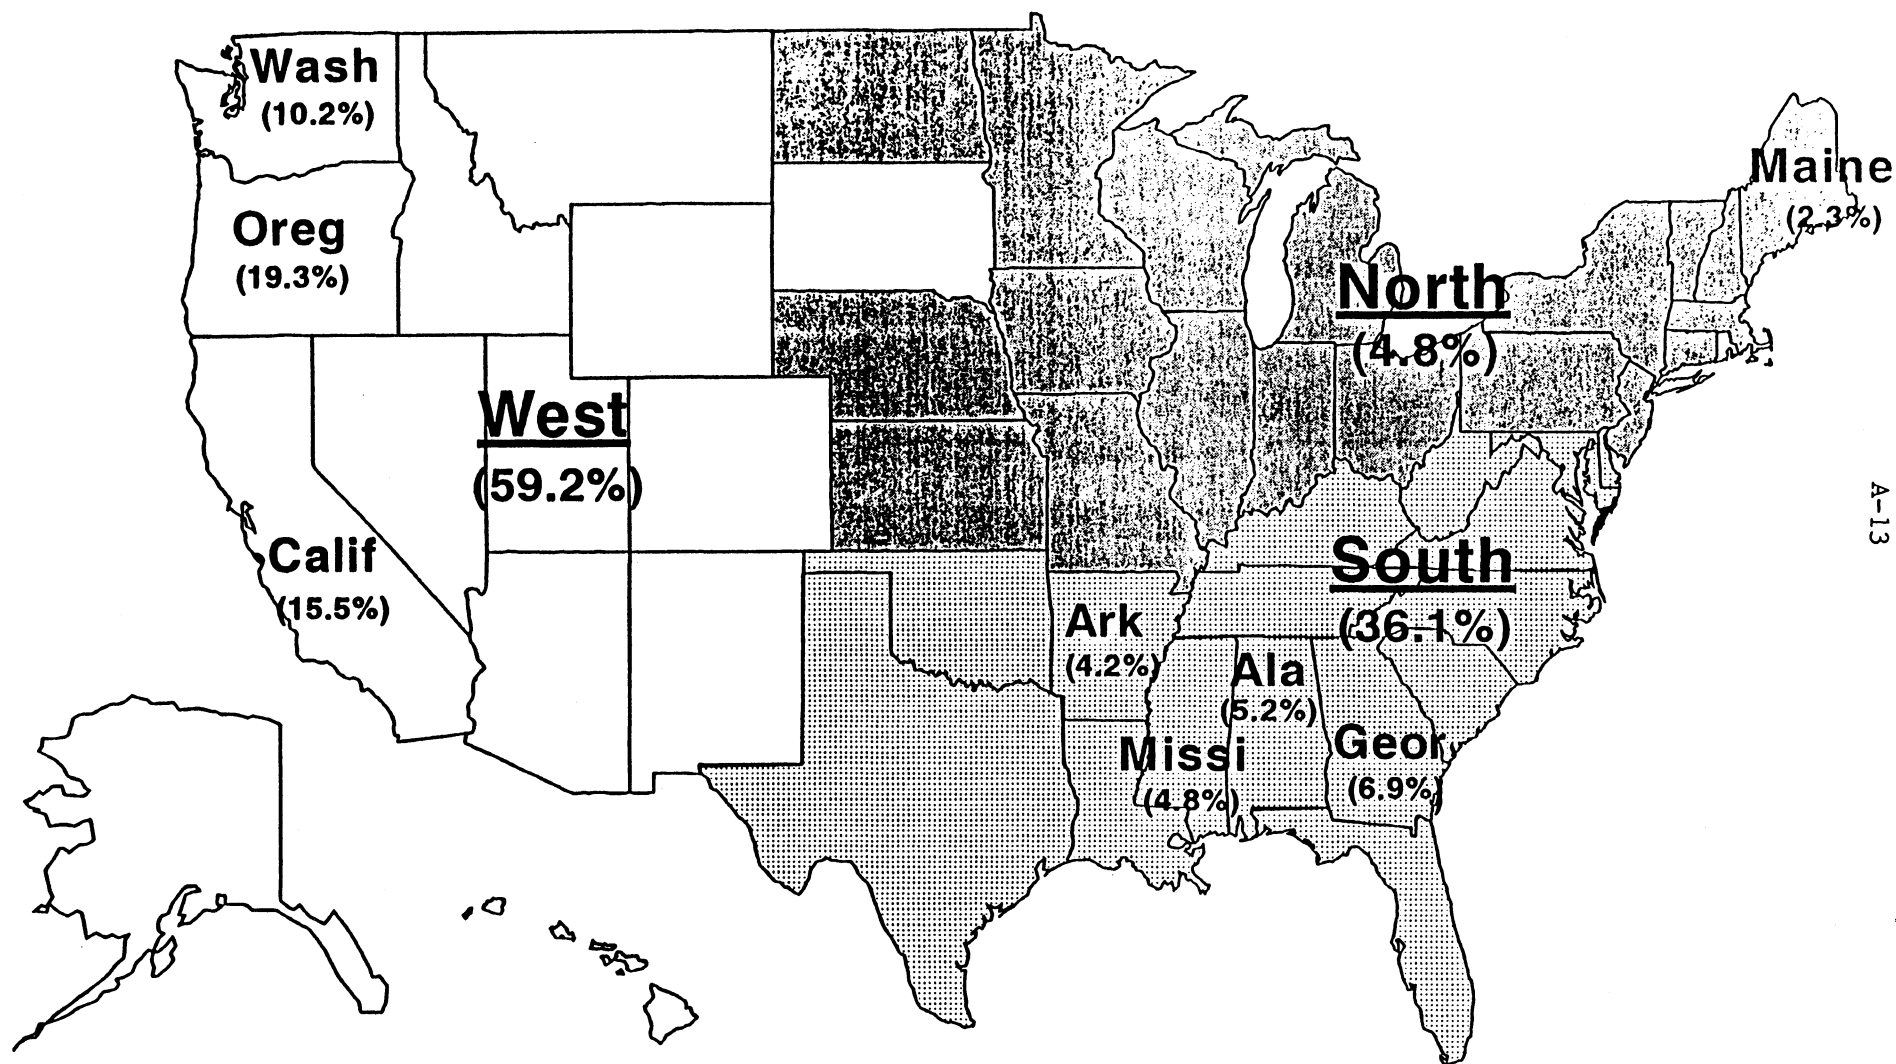 Wash
(10.2%)
Oreg
(19.3%)
Calif
(15.5%)
West
(59.2%)
North
(4.8%)
Maine
(2.3%)
South
(36.1%)
Ark
(4.2%)
Ala
(5.2%)
Missi
(4.8%)
Geor
(6.9%)
A-13